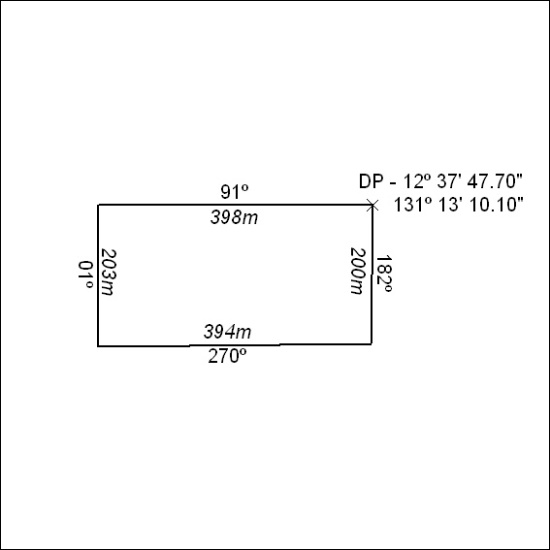 DP - 12º 37' 47.70"
91º
131º 13' 10.10"
398m
01º
203m
200m
182º
394m
270º